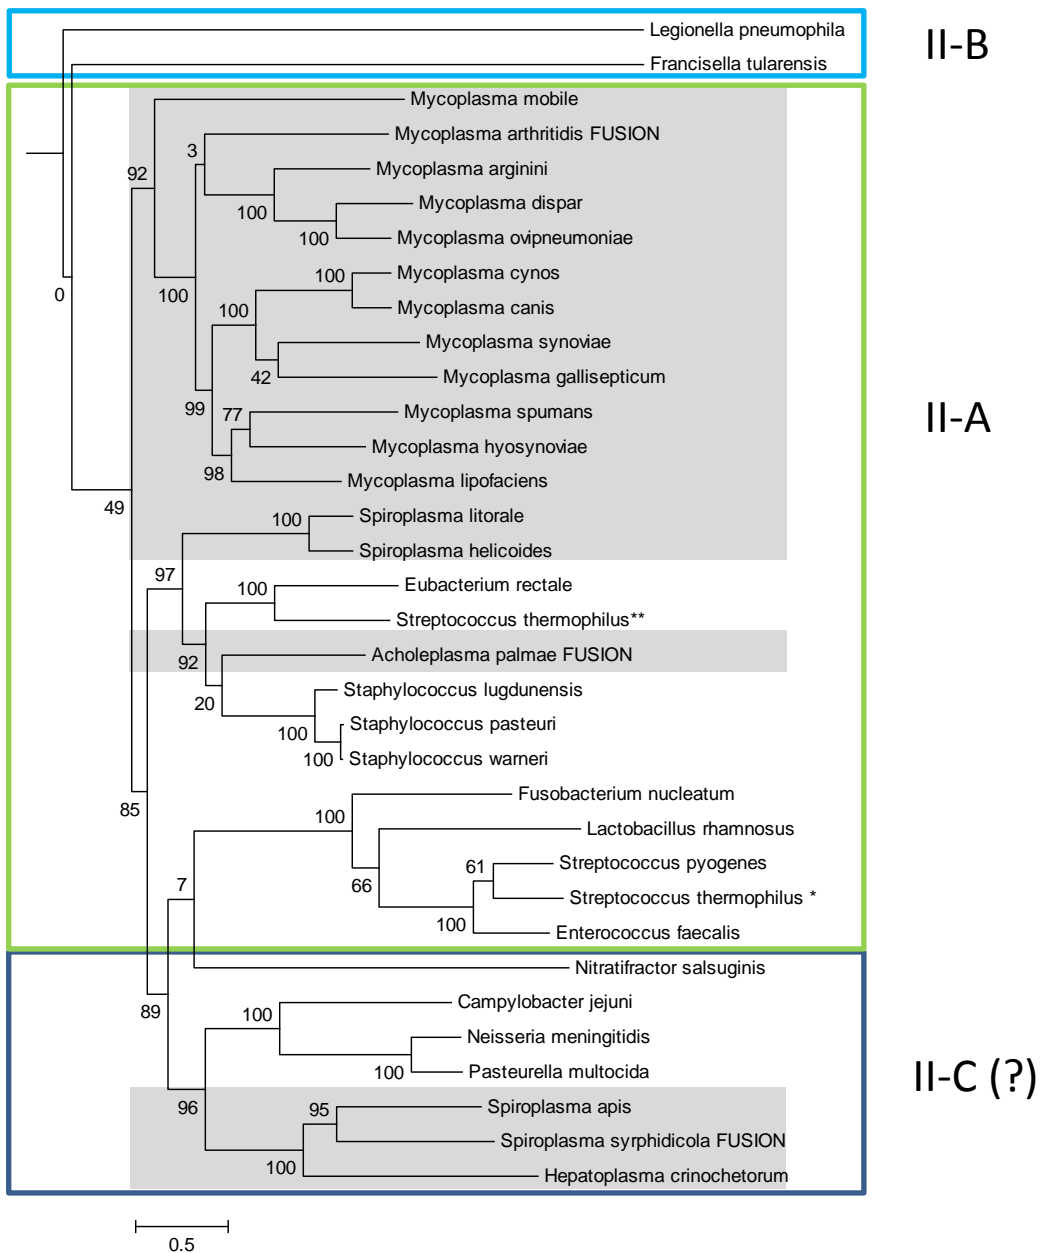 Legionella pneumophila
II-B
Francisella tularensis
Mycoplasma mobile
Mycoplasma arthritidis FUSION
3
Mycoplasma arginini
92
Mycoplasma dispar
100
Mycoplasma ovipneumoniae
100
Mycoplasma cynos
100
0
100
Mycoplasma canis
100
Mycoplasma synoviae
42
Mycoplasma gallisepticum
99
77
Mycoplasma spumans
II-A
Mycoplasma hyosynoviae
98
Mycoplasma lipofaciens
49
100
Spiroplasma litorale
Spiroplasma helicoides
97
100
Eubacterium rectale
Streptococcus thermophilus**
92
Acholeplasma palmae FUSION
20
Staphylococcus lugdunensis
100
Staphylococcus pasteuri
100
Staphylococcus warneri
85
100
Fusobacterium nucleatum
Lactobacillus rhamnosus
7
66
61
Streptococcus pyogenes
Streptococcus thermophilus *
100
Enterococcus faecalis
Nitratifractor salsuginis
89
100
Campylobacter jejuni
Neisseria meningitidis
100
Pasteurella multocida
II-C (?)
96
95
Spiroplasma apis
Spiroplasma syrphidicola FUSION
100
Hepatoplasma crinochetorum
0.5